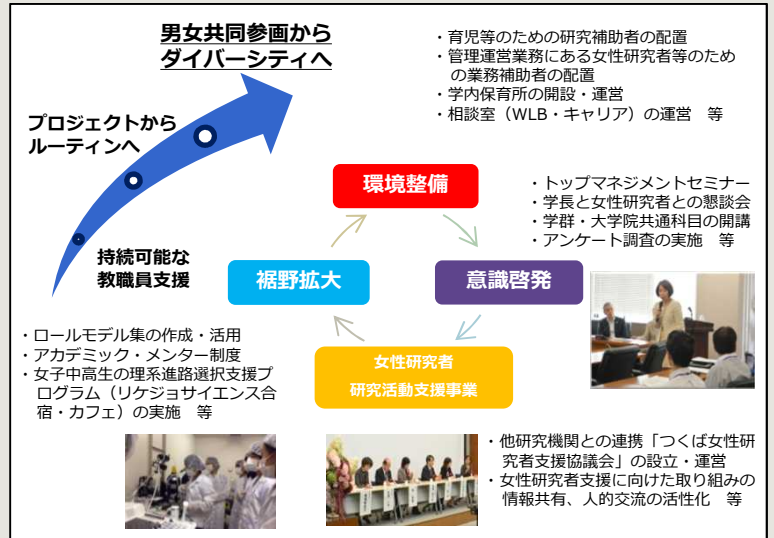 男女共同参画から
ダイバーシティへ
・育児等のための研究補助者の配置
・管理運営業務にある女性研究者等のため
の業務補助者の配置
・学内保育所の開設・運営
・相談室（WLB・キャリア）の運営　等
プロジェクトから
ルーティンへ
環境整備
・トップマネジメントセミナー
・学長と女性研究者との懇談会
・学群・大学院共通科目の開講
・アンケート調査の実施　等
持続可能な
教職員支援
裾野拡大
意識啓発
・ロールモデル集の作成・活用
・アカデミック・メンター制度
・女子中高生の理系進路選択支援プ
ログラム（リケジョサイエンス合
宿・カフェ）の実施　等
女性研究者
研究活動支援事業
・他研究機関との連携「つくば女性研
究者支援協議会」の設立・運営
・女性研究者支援に向けた取り組みの
情報共有、人的交流の活性化　等